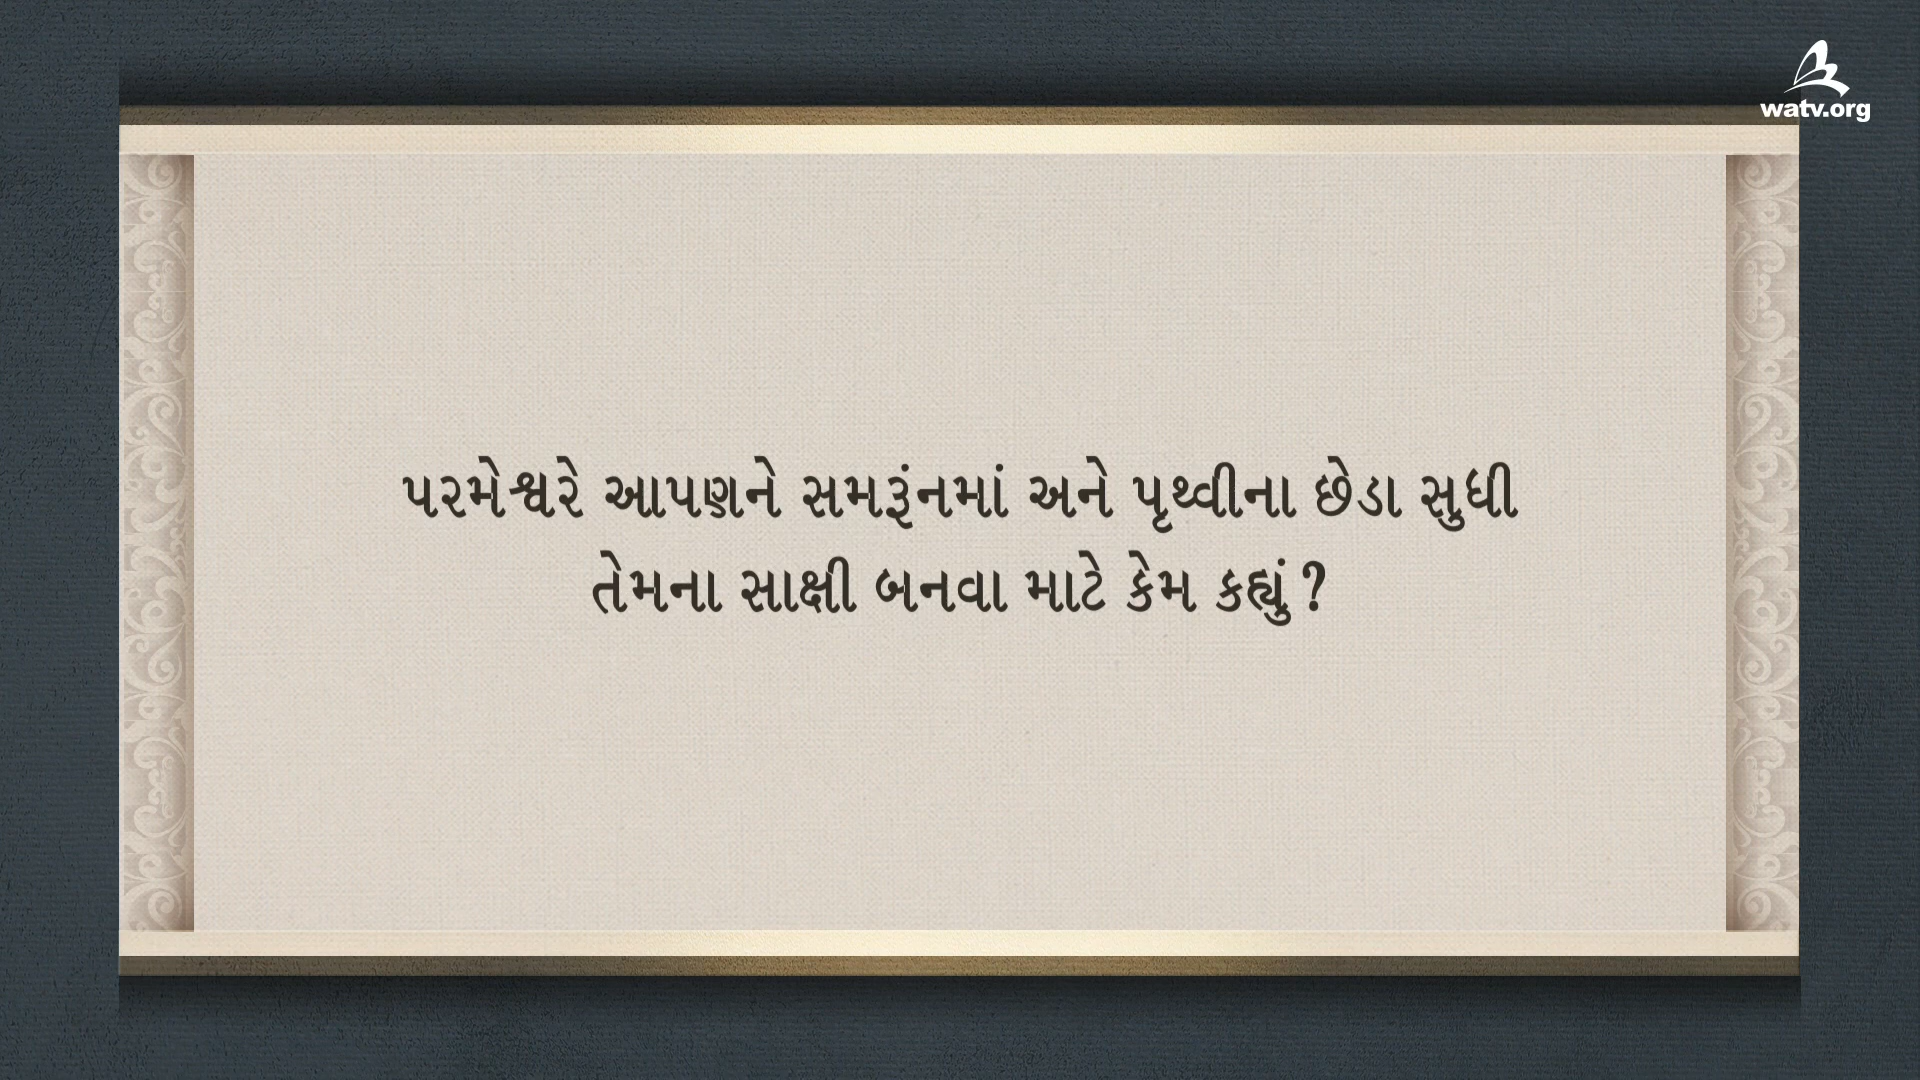 watv.org
પરમેશ્વરે આપણને સમરૂંનમાં અને પૃથ્વીના છેડા સુધી
તેમના સાક્ષી બનવા માટે કેમ કહ્યું?